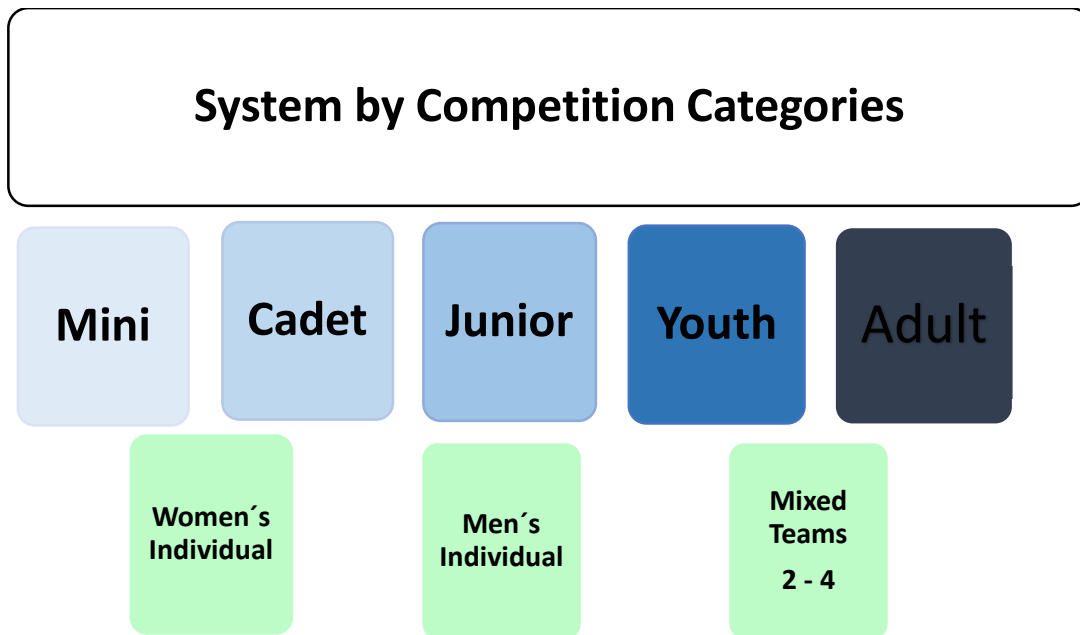 System by Competition Categories
Mini
Cadet
Junior
Youth
Adult
Women´s
Individual
Men´s
Individual
Mixed
Teams
2 - 4